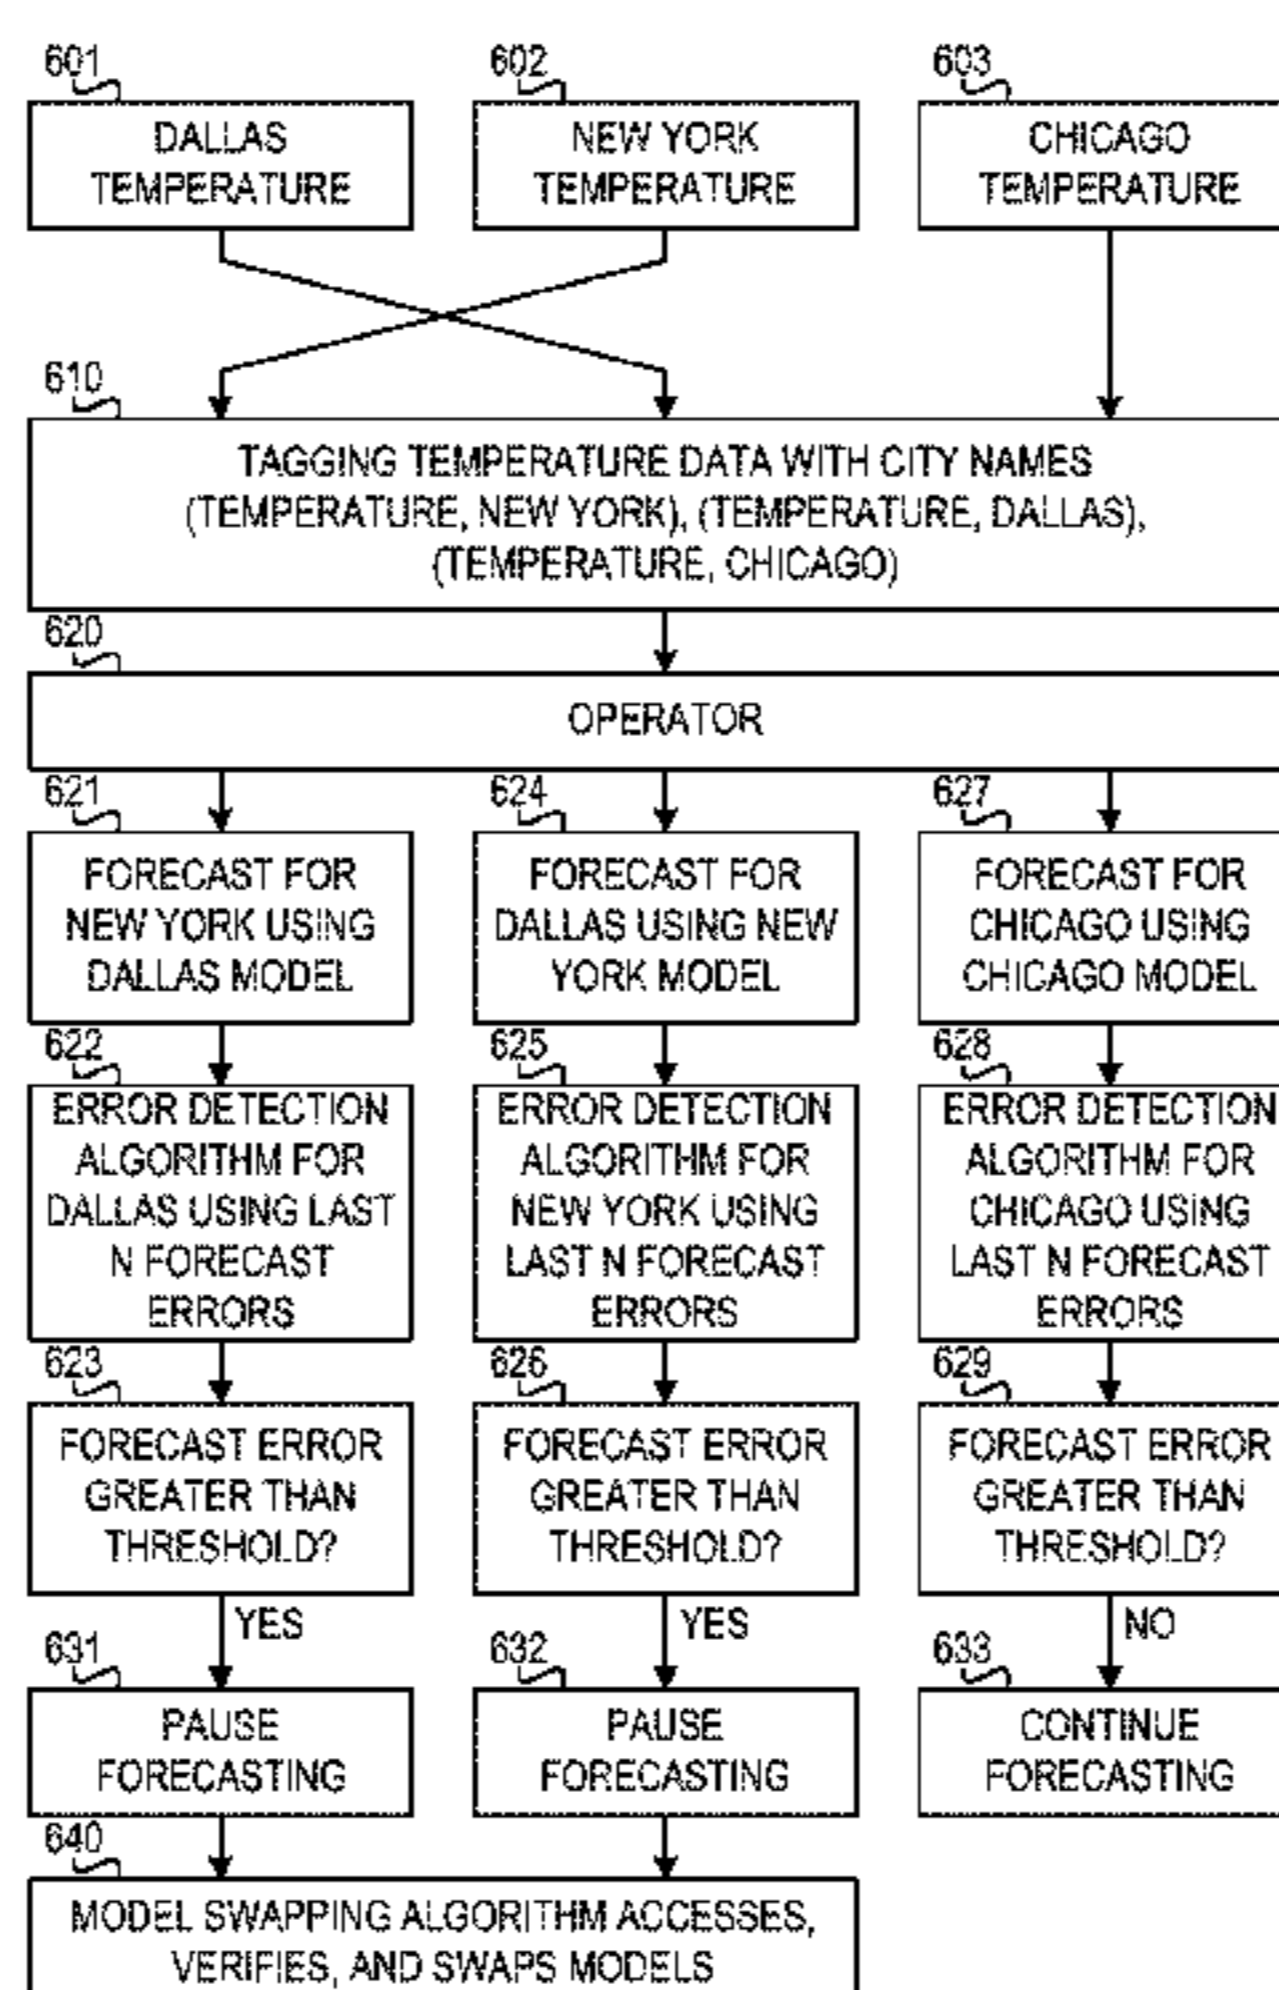 601
DALLAS
TEMPERATURE
602
NEW YORK
TEMPERATURE
603
CHICAGO
TEMPERATURE
610
TAGGING TEMPERATURE DATA WITH CITY NAMES
(TEMPERATURE, NEW YORK), (TEMPERATURE, DALLAS),
(TEMPERATURE, CHICAGO)
620
OPERATOR
621
FORECAST FOR
NEW YORK USING
DALLAS MODEL
624
FORECAST FOR
DALLAS USING NEW
YORK MODEL
627
FORECAST FOR
CHICAGO USING
CHICAGO MODEL
622
ERROR DETECTION
ALGORITHM FOR
DALLAS USING LAST
N FORECAST
ERRORS
625
ERROR DETECTION
ALGORITHM FOR
NEW YORK USING
LAST N FORECAST
ERRORS
628
ERROR DETECTION
ALGORITHM FOR
CHICAGO USING
LAST N FORECAST
ERRORS
623
FORECAST ERROR
GREATER THAN
THRESHOLD?
626
FORECAST ERROR
GREATER THAN
THRESHOLD?
629
FORECAST ERROR
GREATER THAN
THRESHOLD?
YES
YES
NO
631
PAUSE
FORECASTING
632
PAUSE
FORECASTING
633
CONTINUE
FORECASTING
640
MODEL SWAPPING ALGORITHM ACCESSES,
VERIFIES, AND SWAPS MODELS